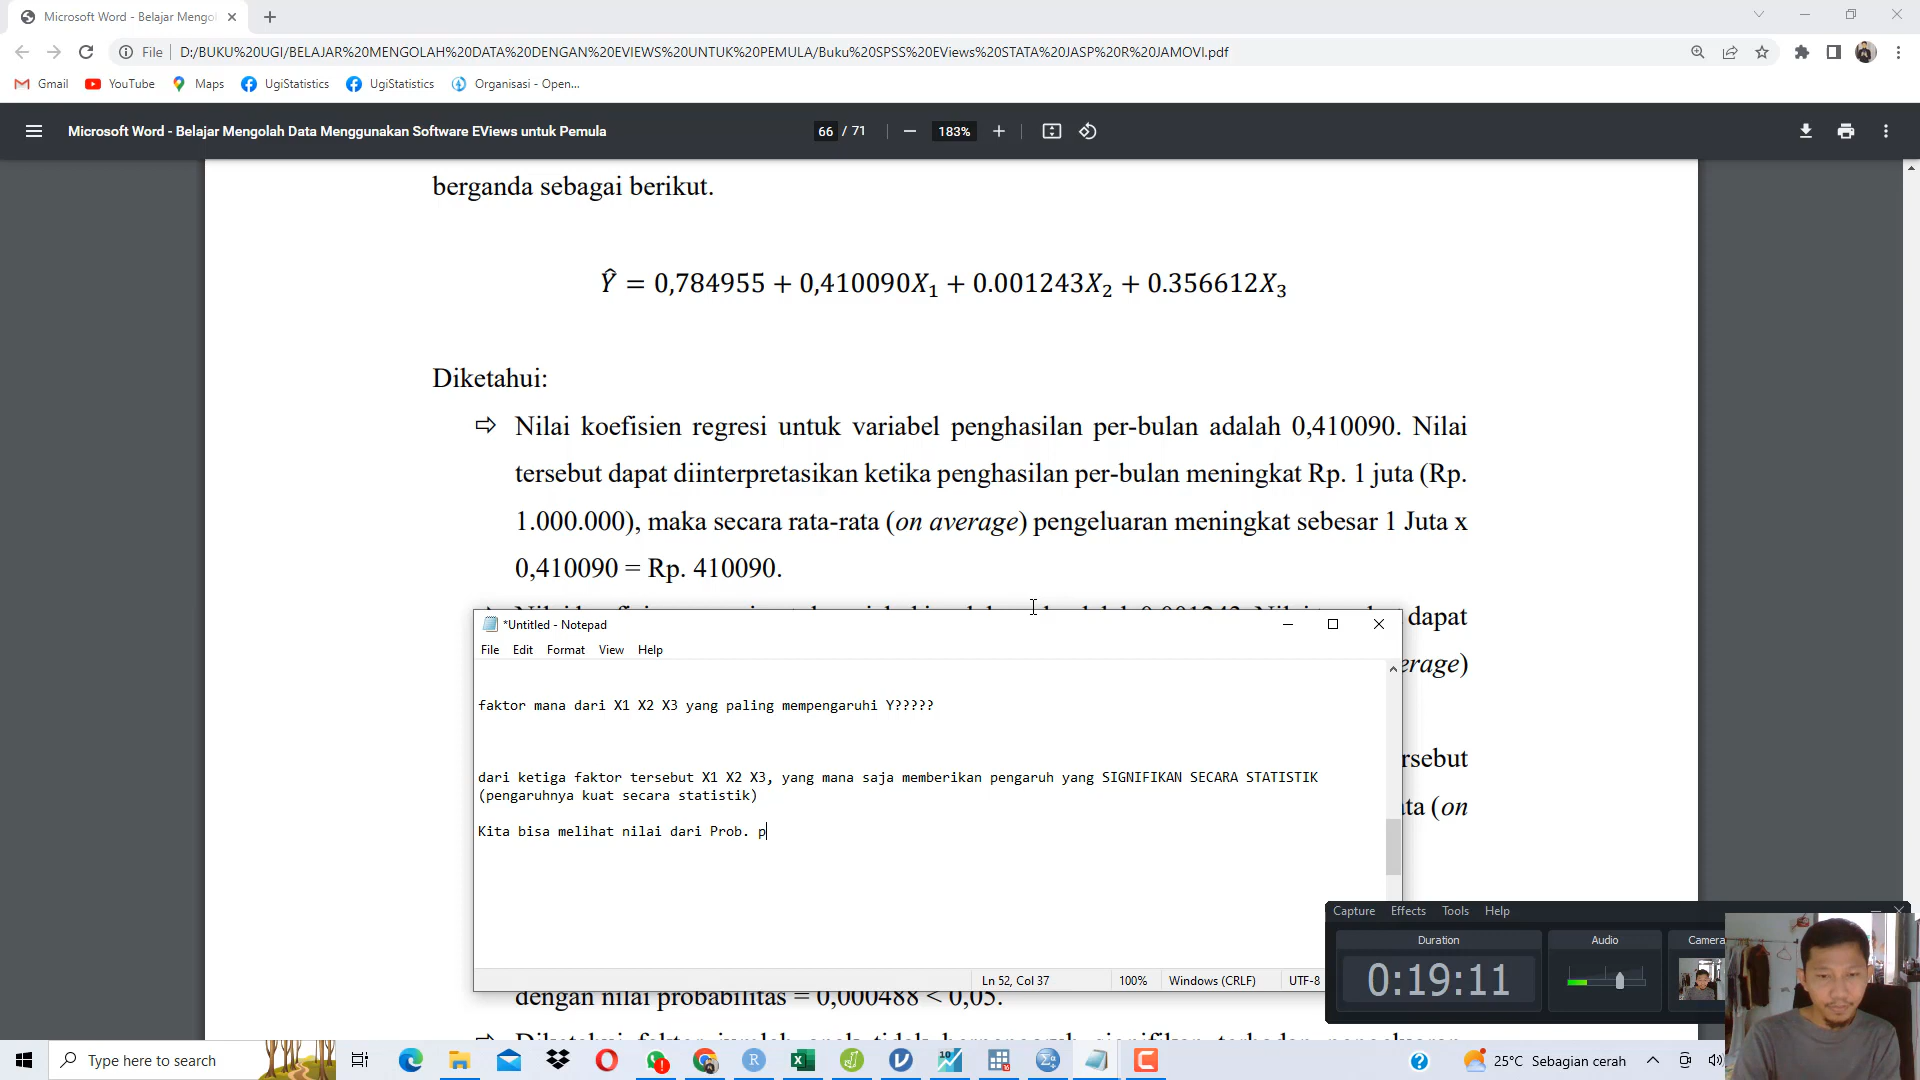 Microsoft Word - Belajar Mengol
File D:/BUKU%20UGI/BELAJAR%20MENGOLAH%20DATA%20DENGAN%20EVIEWS%20UNTUK%20PEMULA/Buku%20SPSS%20EViews%20STATA%20JASP%20R%20JAMOVI.pdf
Gmail YouTube Maps UgiStatistics UgiStatistics Organisasi - Open...
Microsoft Word - Belajar Mengolah Data Menggunakan Software EViews untuk Pemula 66 / 71 183%
berganda sebagai berikut.
Ŷ = 0,784955 + 0,410090X₁ + 0.001243X₂ + 0.356612X₃
Diketahui:
⇨ Nilai koefisien regresi untuk variabel penghasilan per-bulan adalah 0,410090. Nilai
tersebut dapat diinterpretasikan ketika penghasilan per-bulan meningkat Rp. 1 juta (Rp.
1.000.000), maka secara rata-rata (on average) pengeluaran meningkat sebesar 1 Juta x
0,410090 = Rp. 410090.
dapat
erage)
rsebut
ata (on
*Untitled - Notepad
File Edit Format View Help
faktor mana dari X1 X2 X3 yang paling mempengaruhi Y?????
dari ketiga faktor tersebut X1 X2 X3, yang mana saja memberikan pengaruh yang SIGNIFIKAN SECARA STATISTIK
(pengaruhnya kuat secara statistik)
Kita bisa melihat nilai dari Prob. p
Ln 52, Col 37 100% Windows (CRLF) UTF-8
dengan nilai probabilitas = 0,000488 < 0,05.
Capture Effects Tools Help
Duration Audio Camera
0:19:11
Type here to search
25°C Sebagian cerah